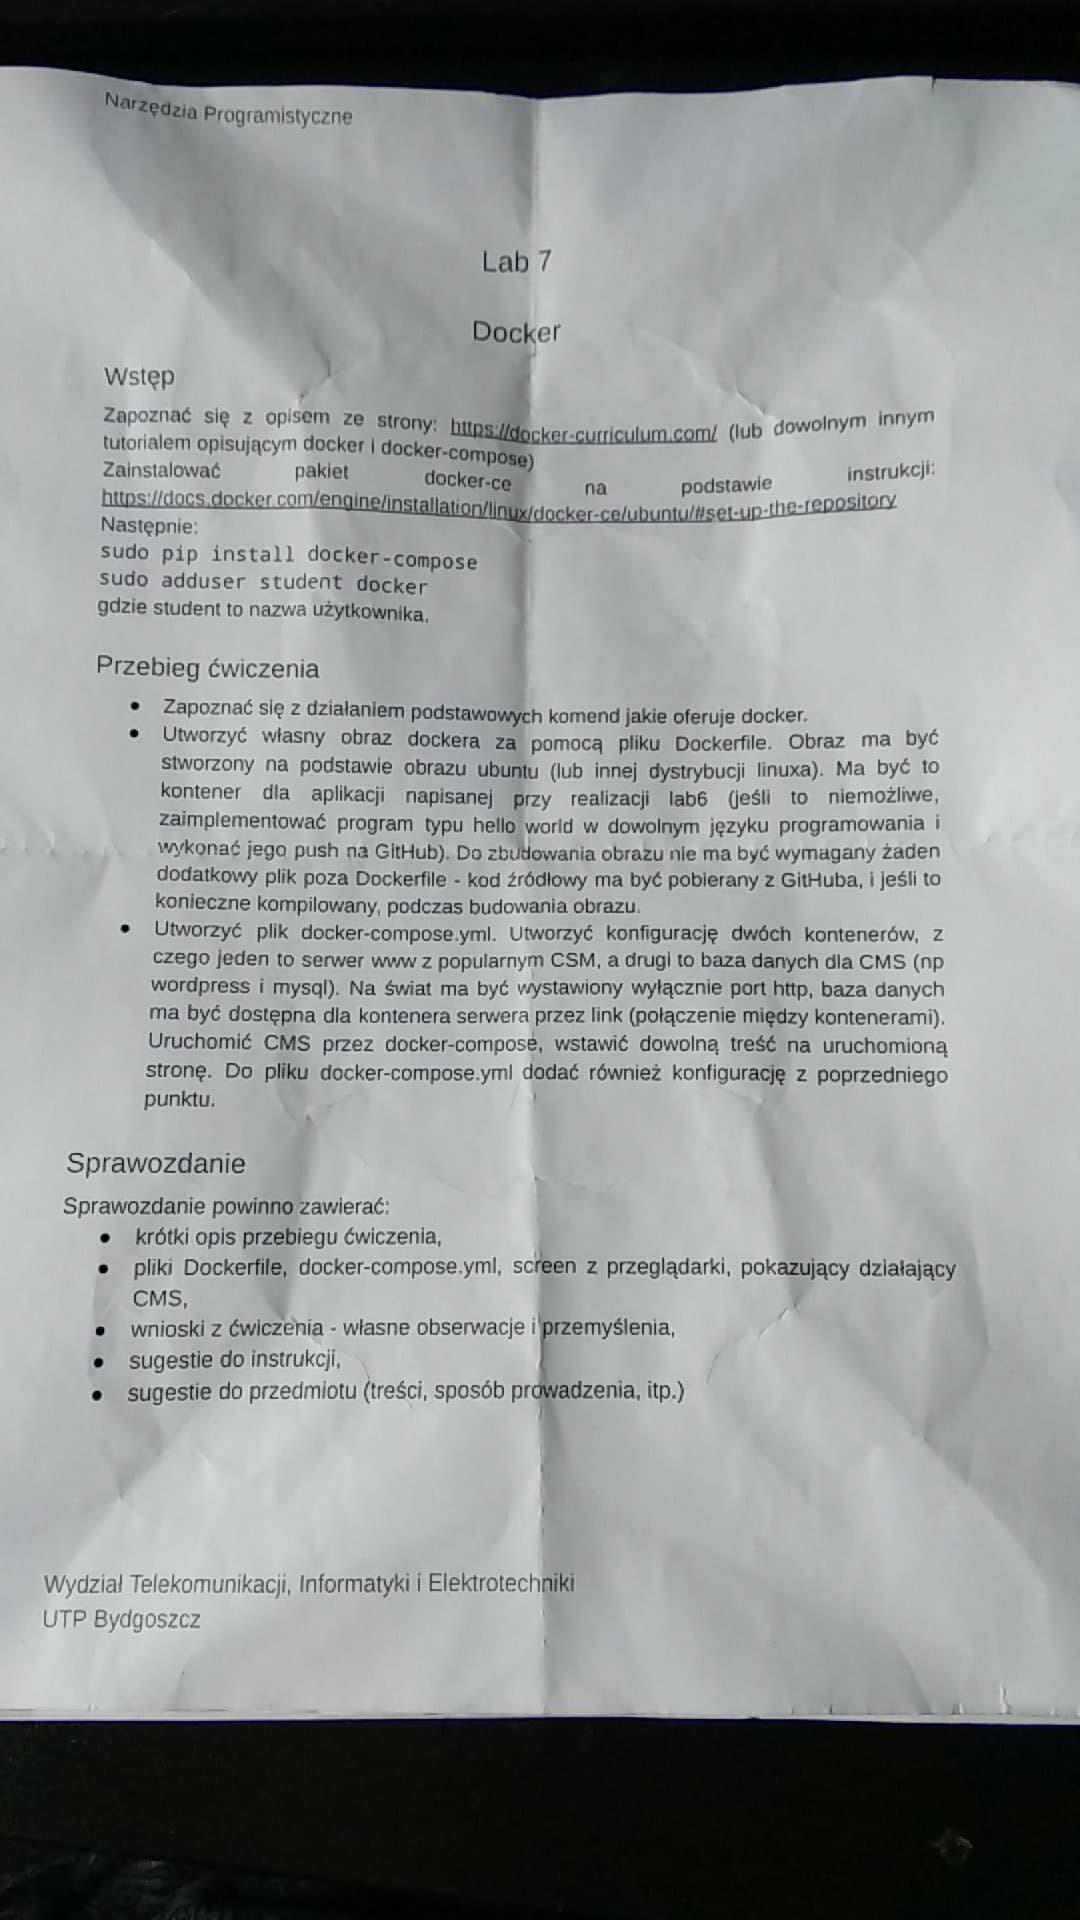 Narzędzia Programistyczne
Lab 7
Docker
Wstęp
Zapoznać się z opisem ze strony: https://docker-curriculum.com/ (lub dowolnym innym
tutorialem opisującym docker i docker-compose)
Zainstalować pakiet docker-ce na podstawie instrukcji:
https://docs.docker.com/engine/installation/linux/docker-ce/ubuntu/#set-up-the-repository
Następnie:
sudo pip install docker-compose
sudo adduser student docker
gdzie student to nazwa użytkownika.
Przebieg ćwiczenia
• Zapoznać się z działaniem podstawowych komend jakie oferuje docker.
• Utworzyć własny obraz dockera za pomocą pliku Dockerfile. Obraz ma być
stworzony na podstawie obrazu ubuntu (lub innej dystrybucji linuxa). Ma być to
kontener dla aplikacji napisanej przy realizacji lab6 (jeśli to niemożliwe,
zaimplementować program typu hello world w dowolnym języku programowania i
wykonać jego push na GitHub). Do zbudowania obrazu nie ma być wymagany żaden
dodatkowy plik poza Dockerfile - kod źródłowy ma być pobierany z GitHuba, i jeśli to
konieczne kompilowany, podczas budowania obrazu.
• Utworzyć plik docker-compose.yml. Utworzyć konfigurację dwóch kontenerów, z
czego jeden to serwer www z popularnym CSM, a drugi to baza danych dla CMS (np
wordpress i mysql). Na świat ma być wystawiony wyłącznie port http, baza danych
ma być dostępna dla kontenera serwera przez link (połączenie między kontenerami).
Uruchomić CMS przez docker-compose, wstawić dowolną treść na uruchomioną
stronę. Do pliku docker-compose.yml dodać również konfigurację z poprzedniego
punktu.
Sprawozdanie
Sprawozdanie powinno zawierać:
• krótki opis przebiegu ćwiczenia,
• pliki Dockerfile, docker-compose.yml, screen z przeglądarki, pokazujący działający
CMS,
• wnioski z ćwiczenia - własne obserwacje i przemyślenia,
• sugestie do instrukcji,
• sugestie do przedmiotu (treści, sposób prowadzenia, itp.)
Wydział Telekomunikacji, Informatyki i Elektrotechniki
UTP Bydgoszcz